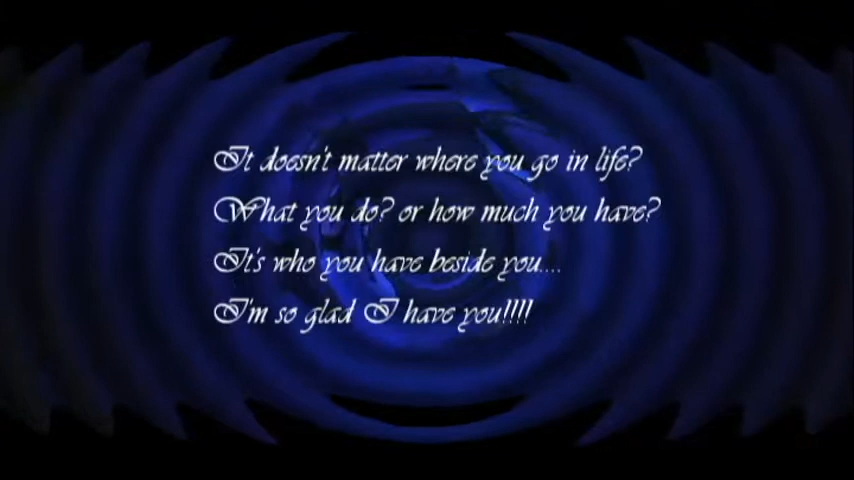 It doesn't matter where you go in life?
What you do? or how much you have?
It's who you have beside you....
I'm so glad I have you!!!!